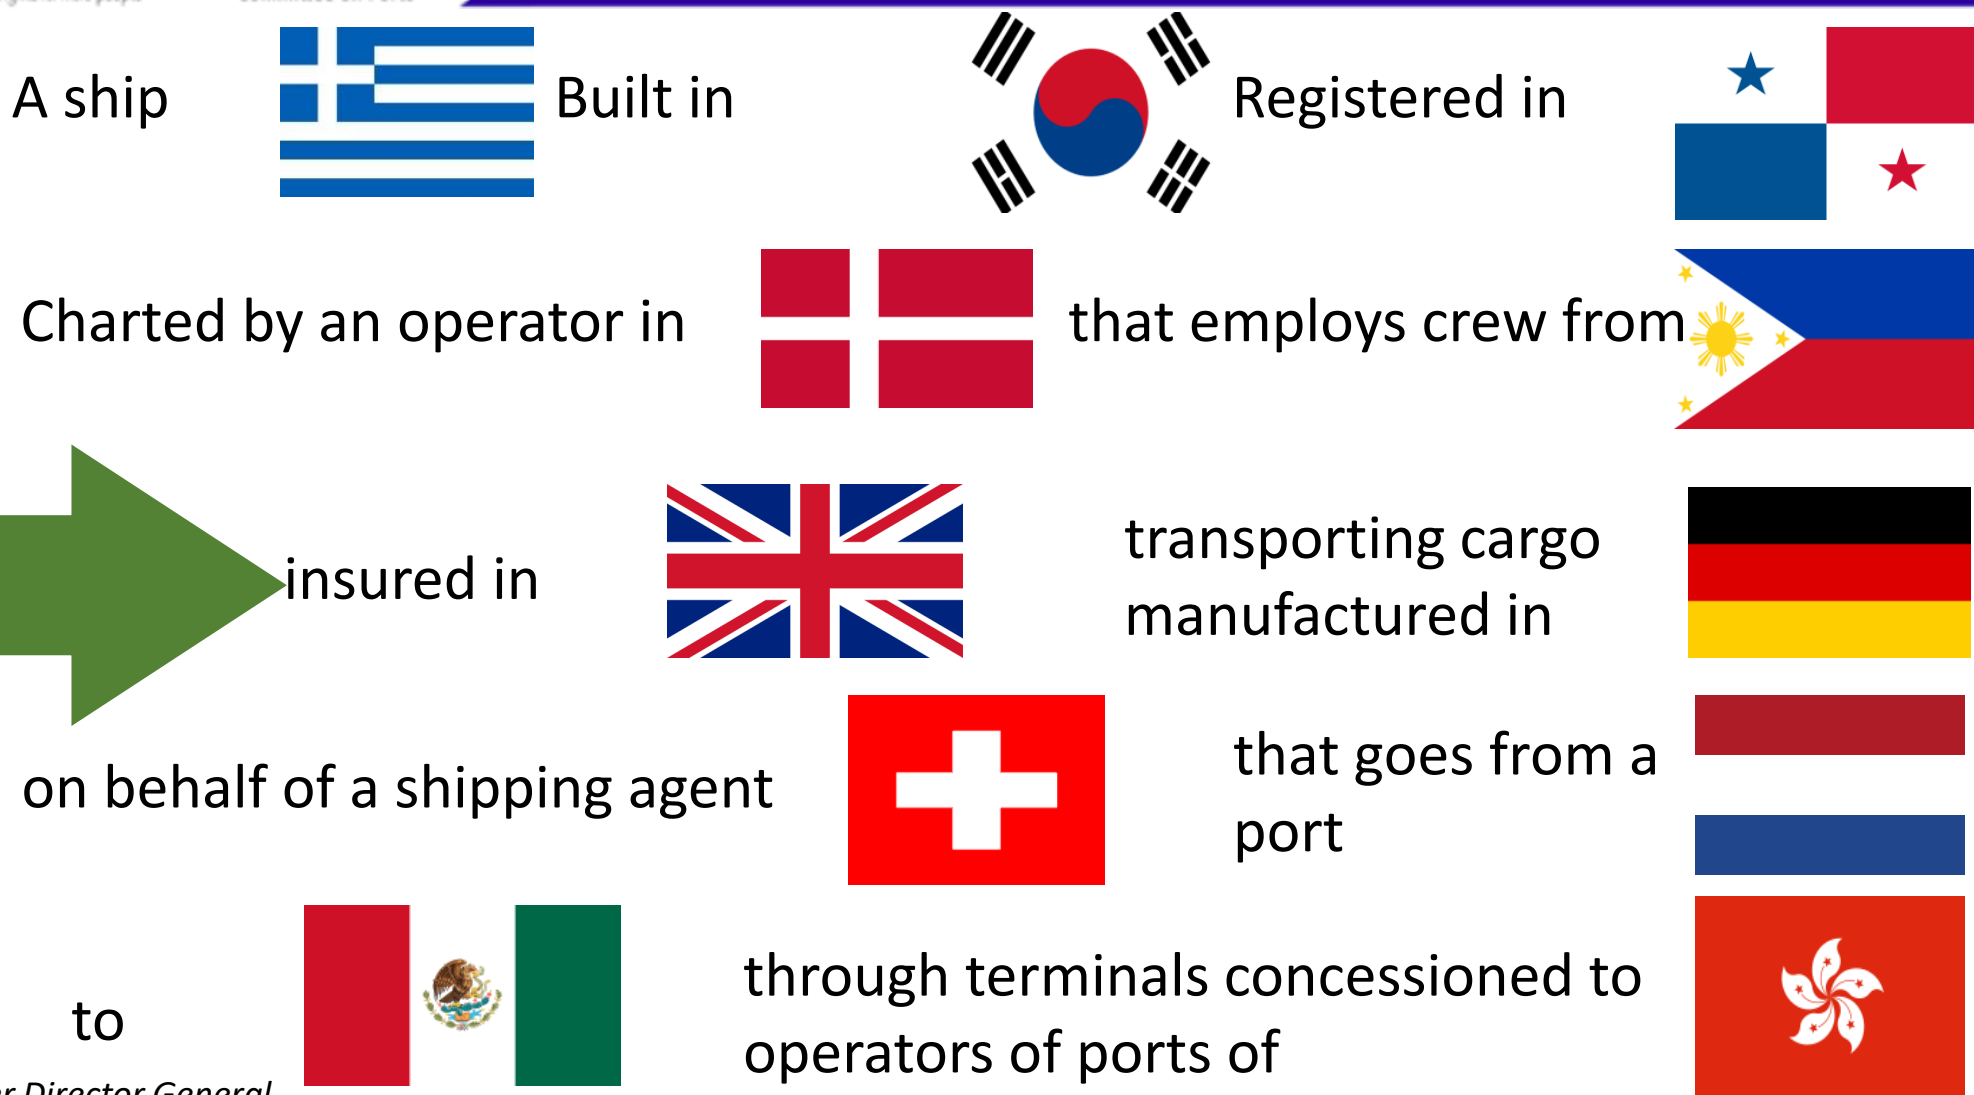 A ship
Built in
Registered in
Charted by an operator in
that employs crew from
insured in
transporting cargo
manufactured in
on behalf of a shipping agent
that goes from a
port
to
through terminals concessioned to
operators of ports of
Director General